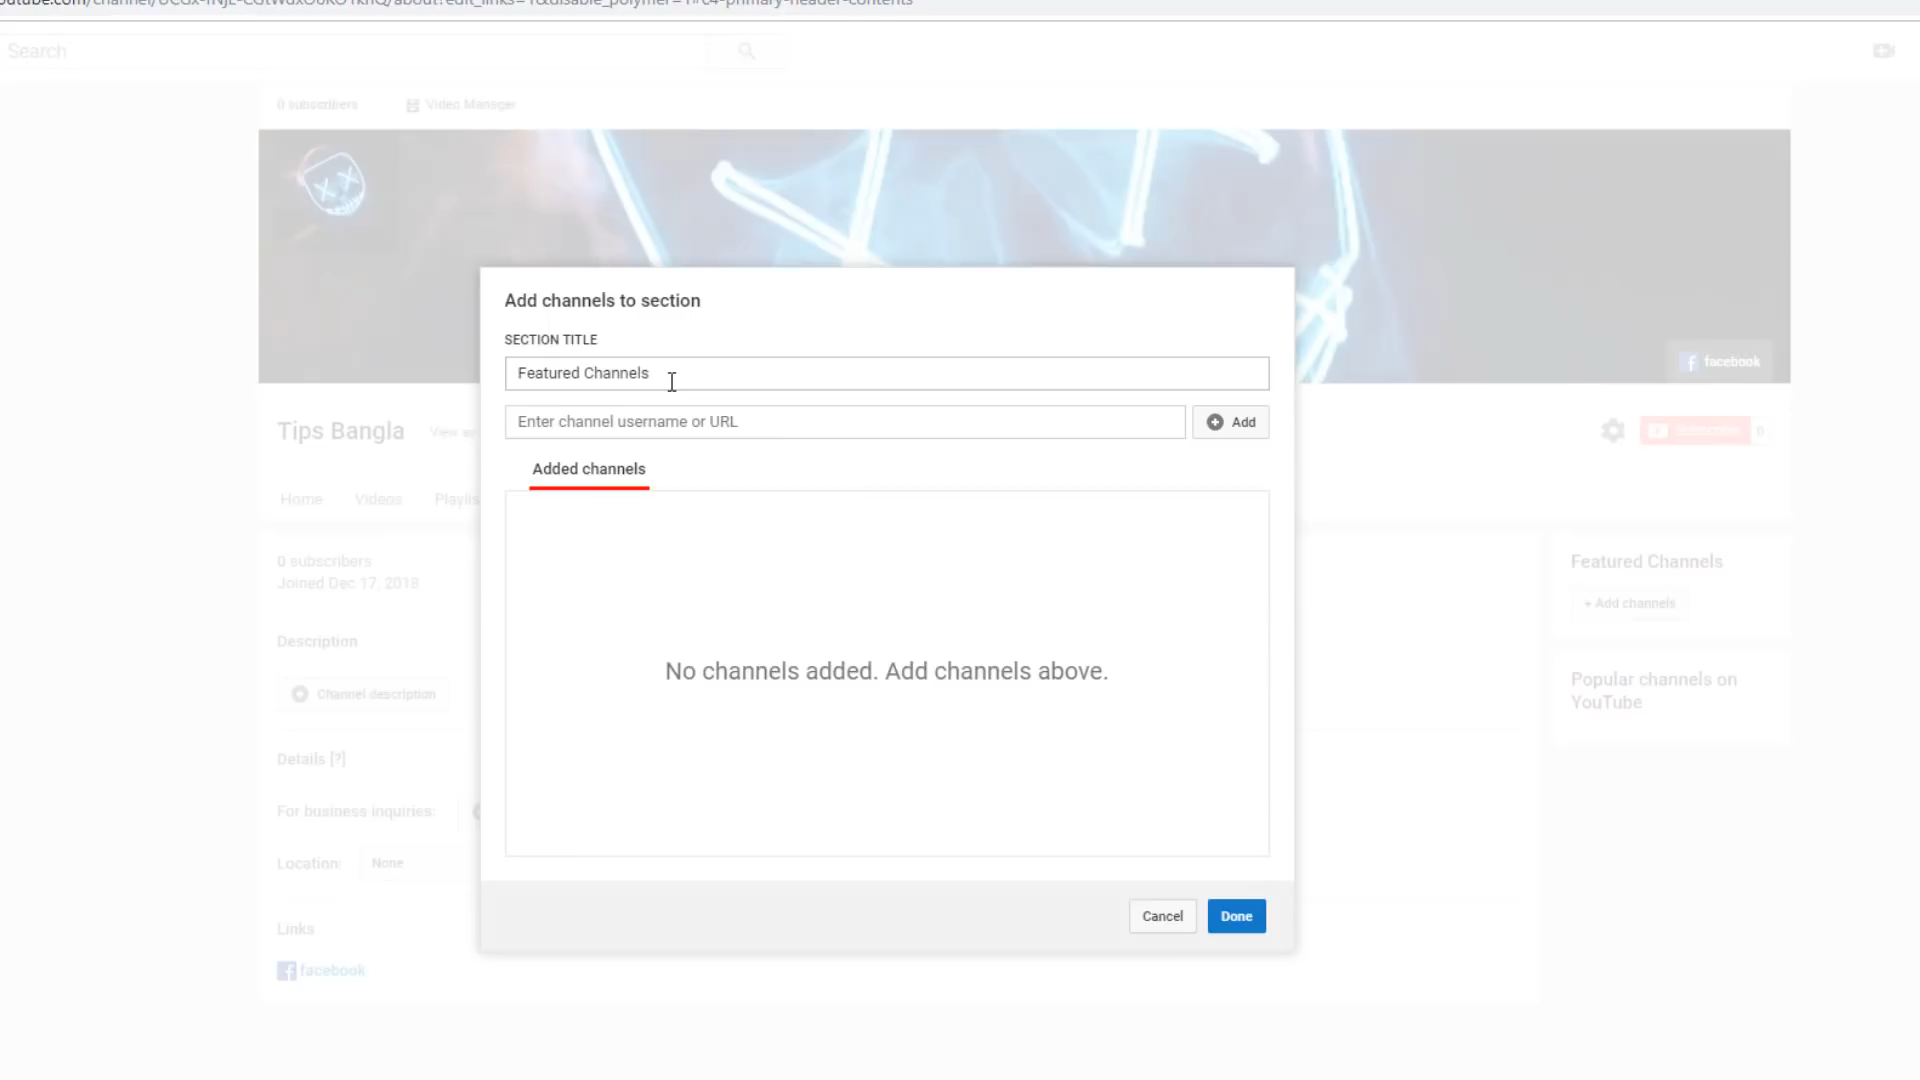 Search
0 subscribers Video Manager
facebook
Add channels to section
SECTION TITLE
Featured Channels
Enter channel username or URL
Add
Added channels
No channels added. Add channels above.
Cancel Done
Tips Bangla View as
0
Home Videos
0 subscribers
Joined Dec 17, 2018
Description
Channel description
Details [?]
For business inquiries:
Location: None
Links
facebook
Featured Channels
+ Add channels
Popular channels on
YouTube